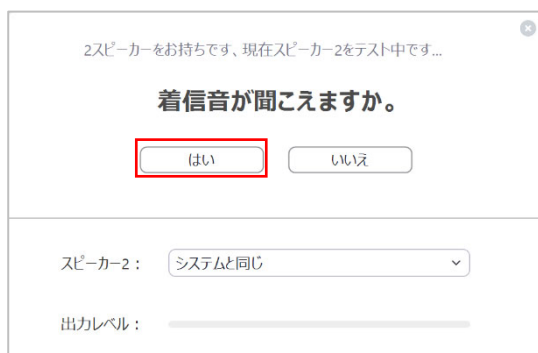 2スピーカーをお持ちです、現在スピーカー2をテスト中です...
着信音が聞こえますか。
はい いいえ
スピーカー2： システムと同じ
出力レベル：